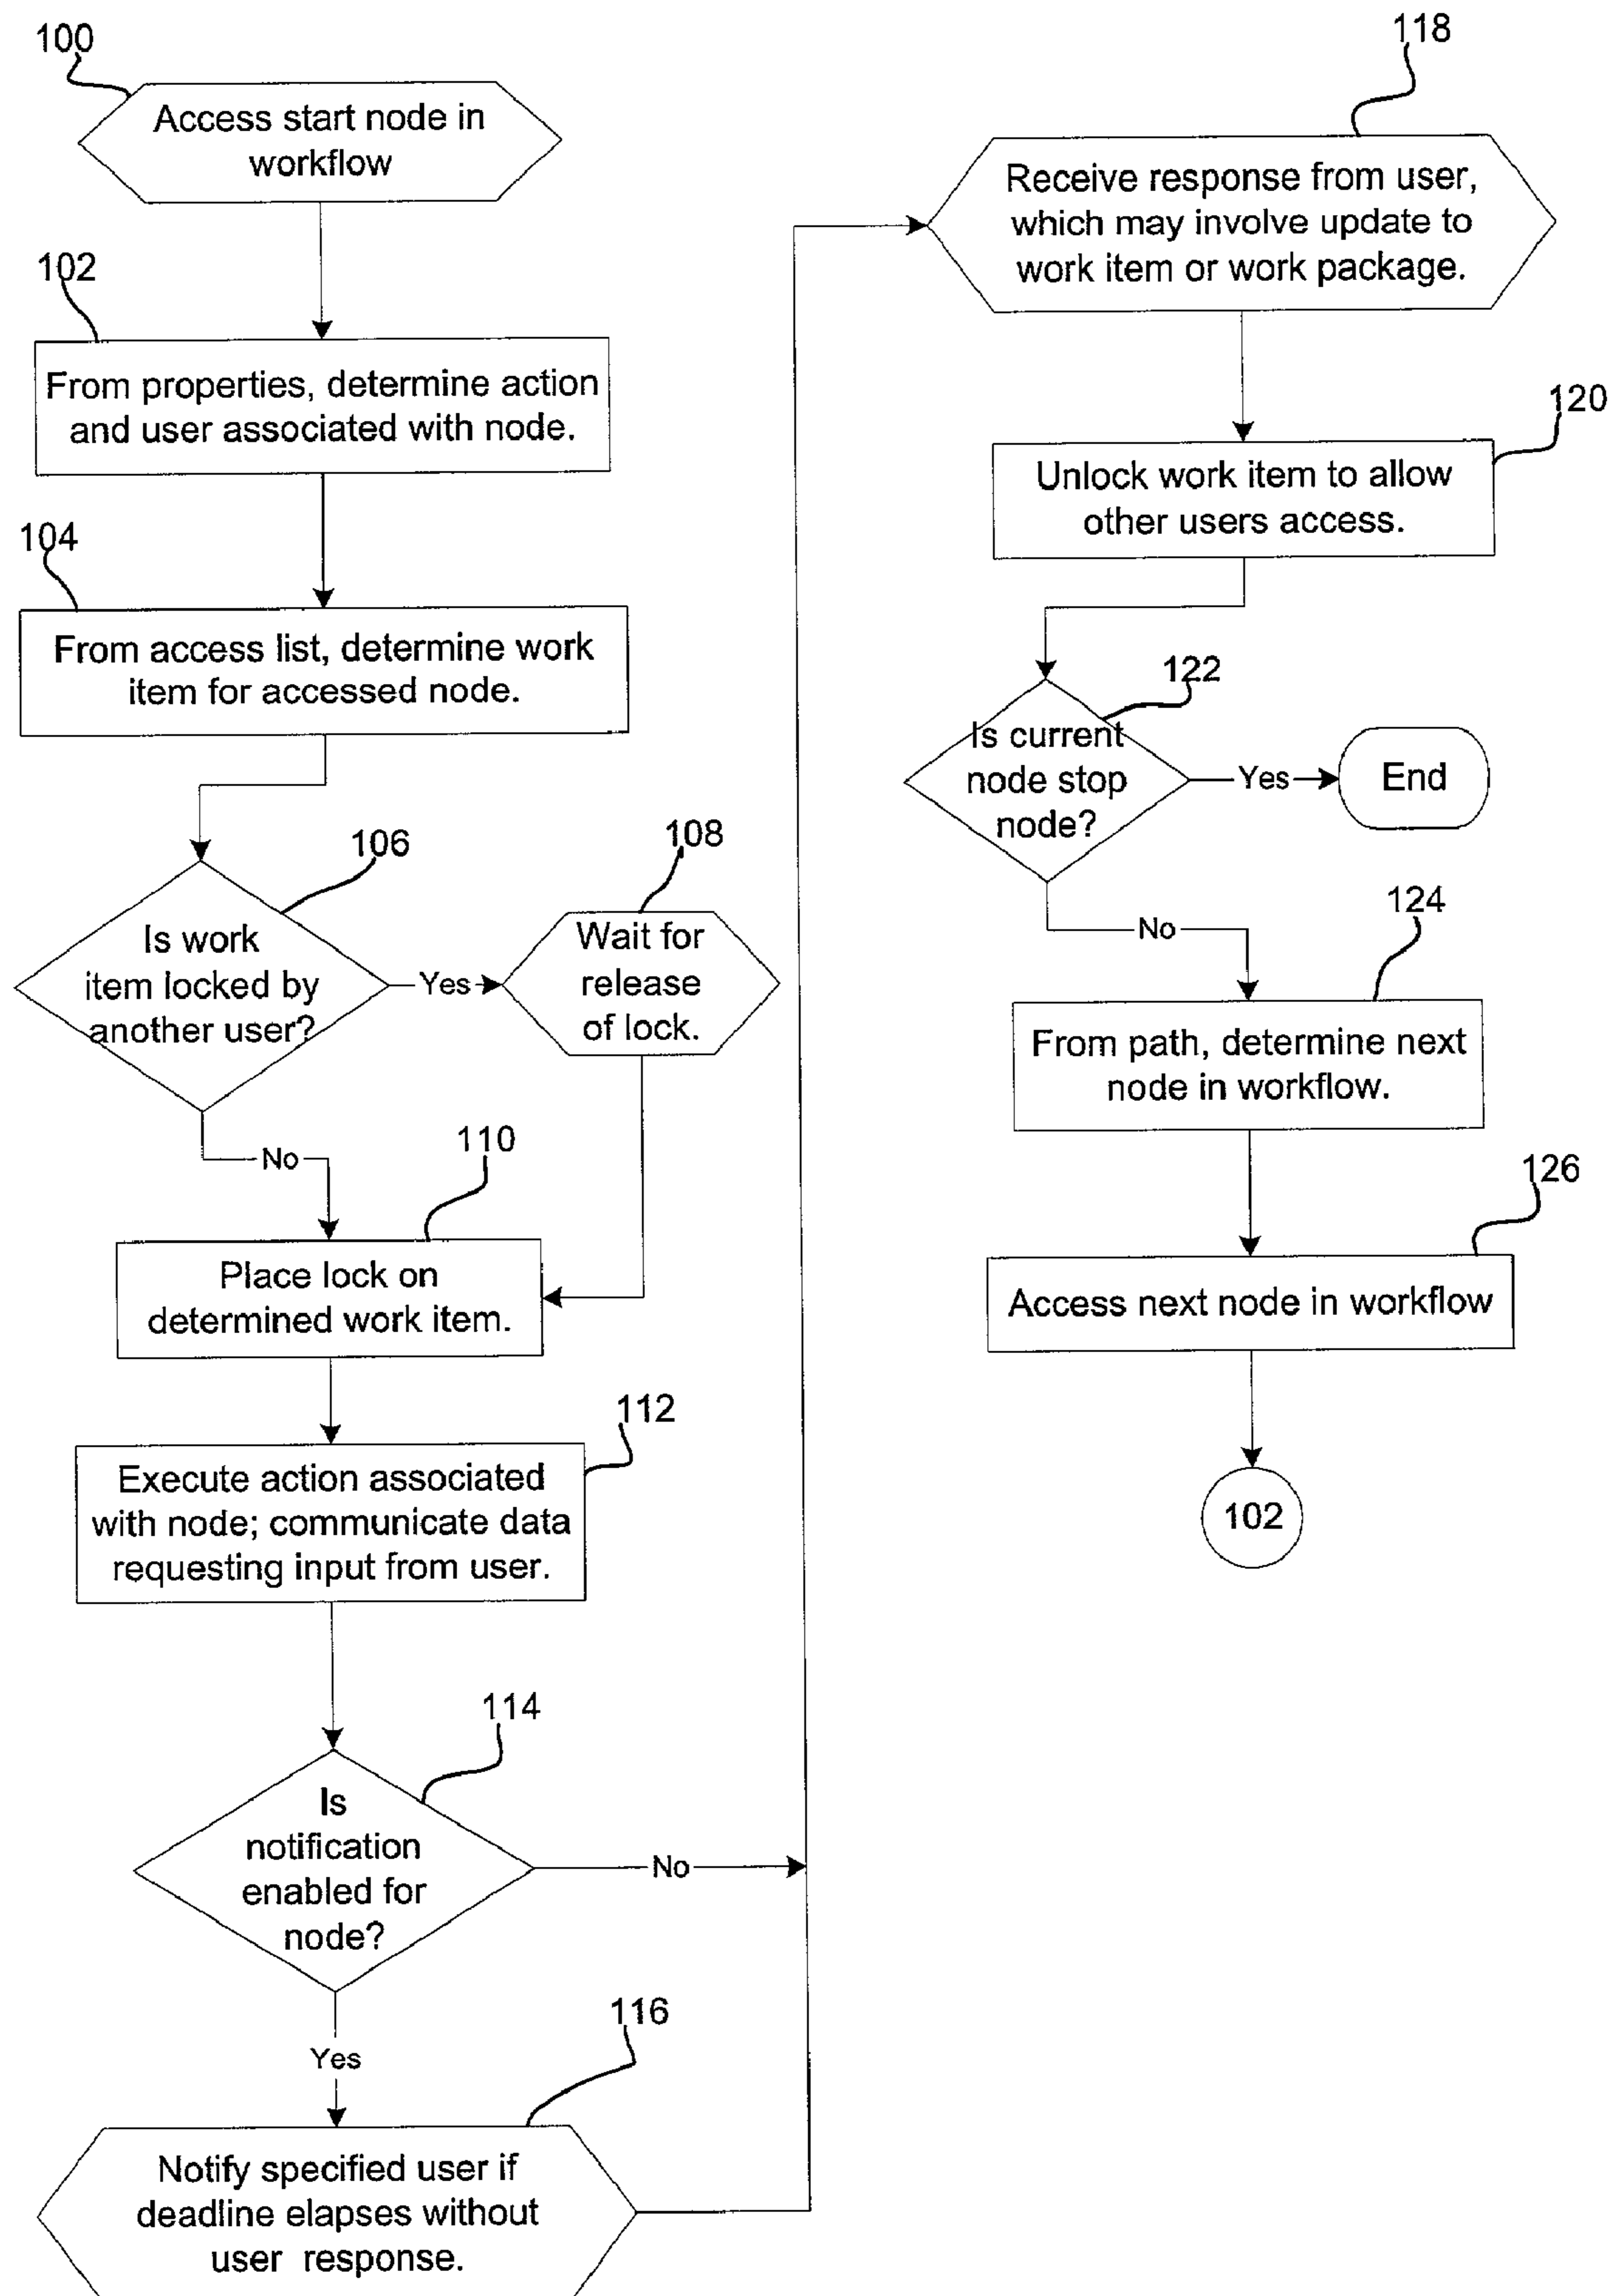 100
Access start node in
workflow
102
From properties, determine action
and user associated with node.
104
From access list, determine work
item for accessed node.
106
Is work
item locked by
another user?
Yes
108
Wait for
release
of lock.
No
110
Place lock on
determined work item.
112
Execute action associated
with node; communicate data
requesting input from user.
114
Is
notification
enabled for
node?
No
Yes
116
Notify specified user if
deadline elapses without
user response.
118
Receive response from user,
which may involve update to
work item or work package.
120
Unlock work item to allow
other users access.
122
Is current
node stop
node?
Yes
End
No
124
From path, determine next
node in workflow.
126
Access next node in workflow
102